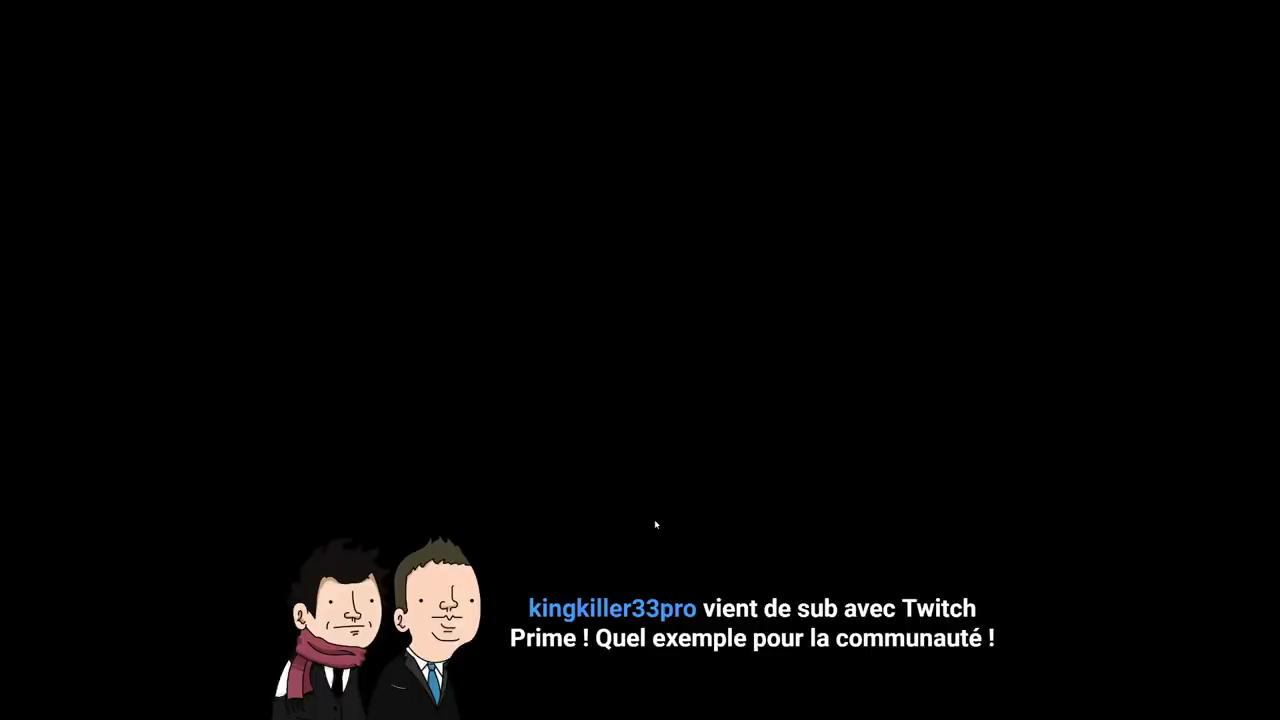 kingkiller33pro vient de sub avec Twitch
Prime ! Quel exemple pour la communauté !